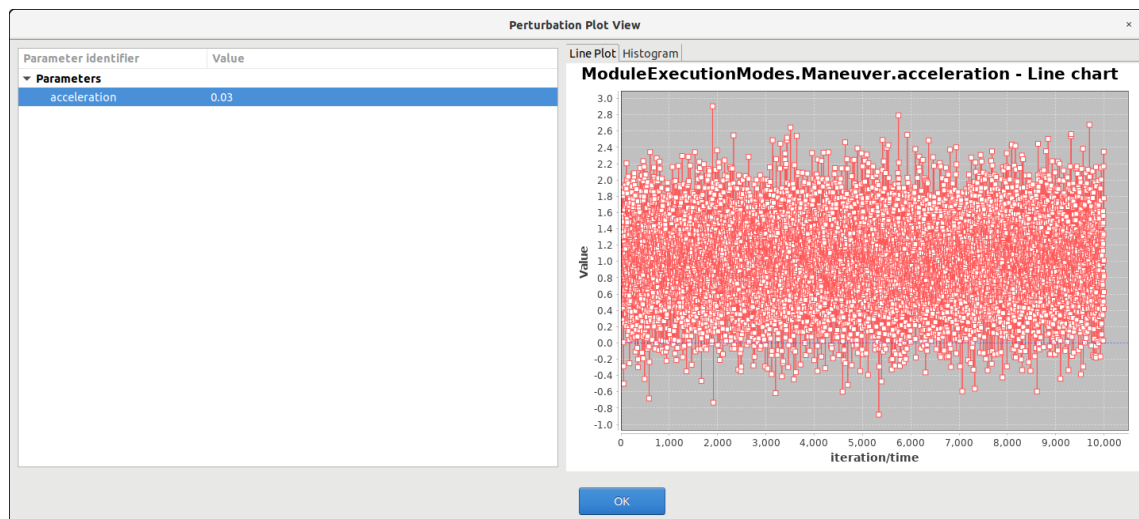 Perturbation Plot View
×
Parameter identifier Value
Parameters
acceleration 0.03
Line Plot Histogram
ModuleExecutionModes.Maneuver.acceleration - Line chart
3.0
2.8
2.6
2.4
2.2
2.0
1.8
1.6
1.4
1.2
1.0
0.8
0.6
0.4
0.2
0.0
-0.2
-0.4
-0.6
-0.8
-1.0
Value
0 1,000 2,000 3,000 4,000 5,000 6,000 7,000 8,000 9,000 10,000
iteration/time
OK